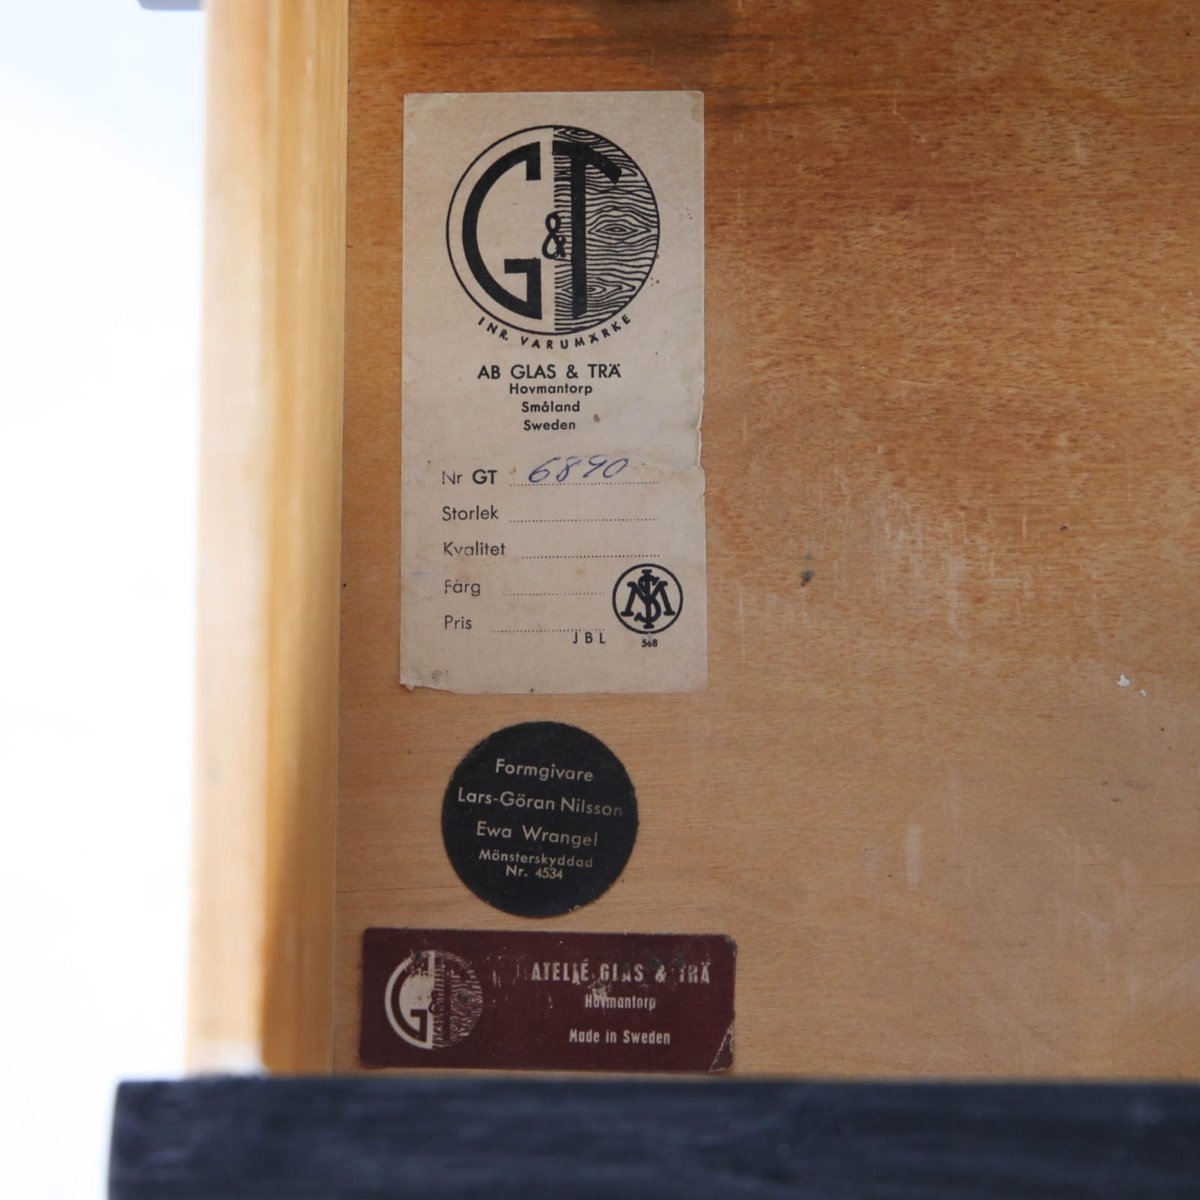 G&T
INR. VARUMÄRKE
AB GLAS & TRÄ
Hovmantorp
Småland
Sweden
Nr GT 6890
Storlek
Kvalitet
Färg
Pris
JBL
568
Formgivare
Lars-Göran Nilsson
Ewa Wrangel
Mönsterskyddad
Nr. 4534
G&T
ATELJÉ GLAS & TRÄ
Hovmantorp
Made in Sweden